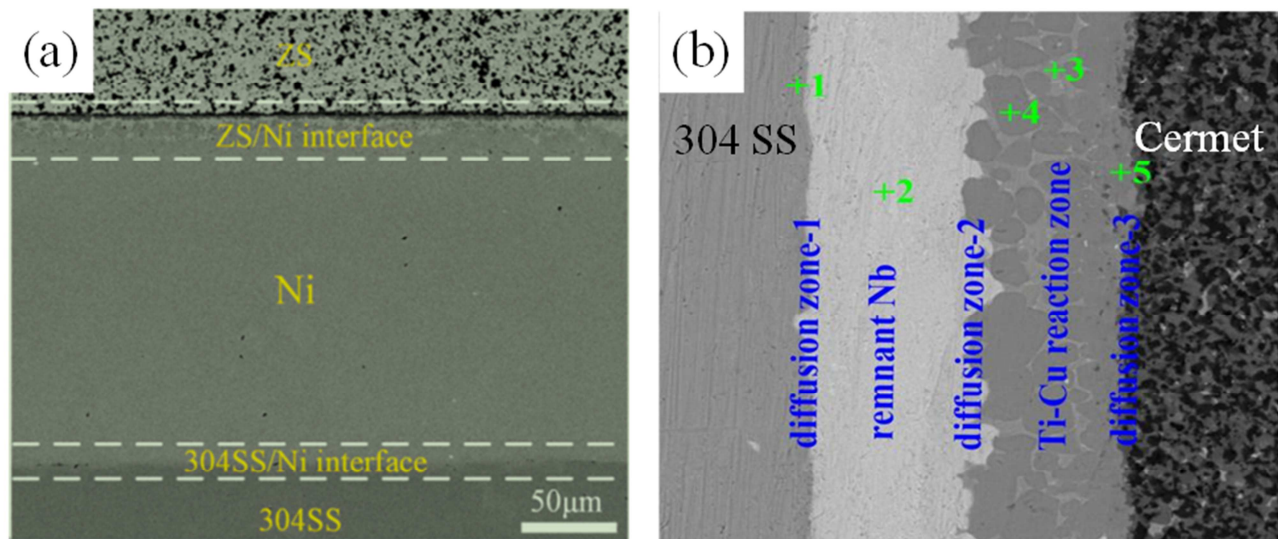 (a)
ZS
ZS/Ni interface
Ni
304SS/Ni interface
304SS
50μm
(b)
+1
+3
+4
304 SS
Cermet
+5
+2
diffusion zone-1
remnant Nb
diffusion zone-2
Ti-Cu reaction zone
diffusion zone-3